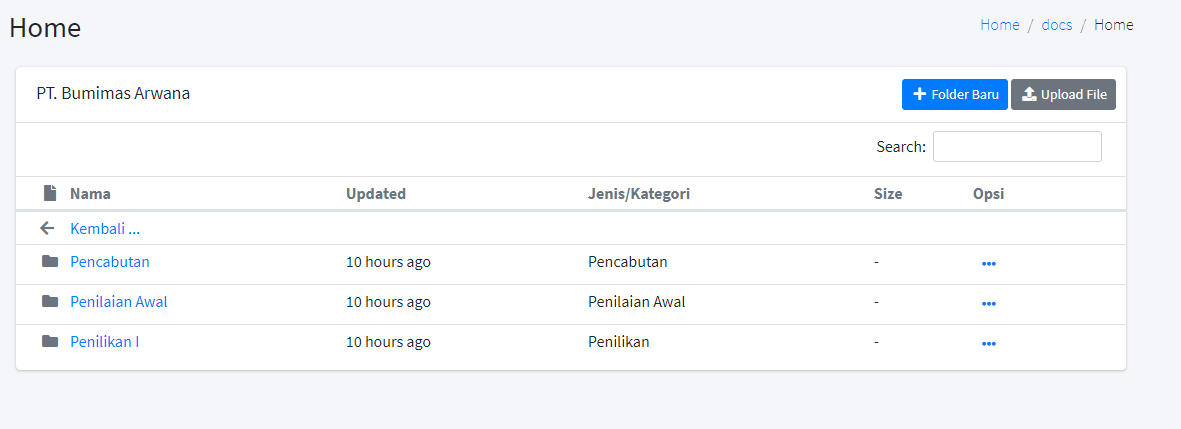 Home
Home / docs / Home
PT. Bumimas Arwana
Folder Baru
Upload File
Search:
Nama Updated Jenis/Kategori Size Opsi
Kembali ...
Pencabutan 10 hours ago Pencabutan - •••
Penilaian Awal 10 hours ago Penilaian Awal - •••
Penilikan I 10 hours ago Penilikan - •••